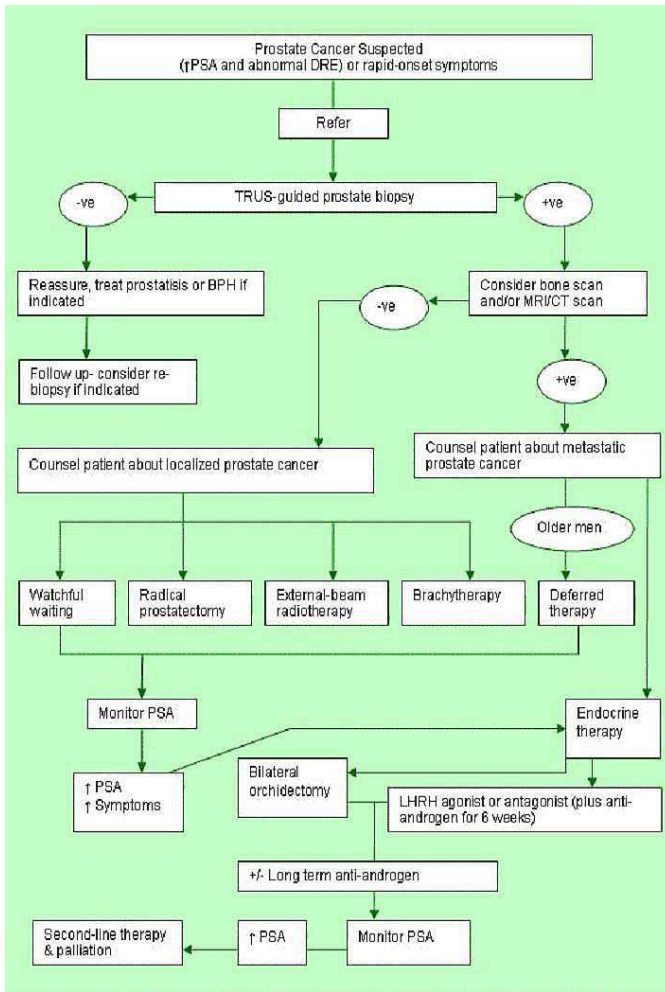 Prostate Cancer Suspected
(↑PSA and abnormal DRE) or rapid-onset symptoms
Refer
TRUS-guided prostate biopsy
-ve
+ve
Reassure, treat prostatisis or BPH if
indicated
Consider bone scan
and/or MRI/CT scan
-ve
Follow up- consider re-
biopsy if indicated
+ve
Counsel patient about localized prostate cancer
Counsel patient about metastatic
prostate cancer
Older men
Watchful
waiting
Radical
prostatectomy
External-beam
radiotherapy
Brachytherapy
Deferred
therapy
Monitor PSA
Endocrine
therapy
↑ PSA
↑ Symptoms
Bilateral
orchidectomy
LHRH agonist or antagonist (plus anti-
androgen for 6 weeks)
+/- Long term anti-androgen
Second-line therapy
& palliation
↑ PSA
Monitor PSA